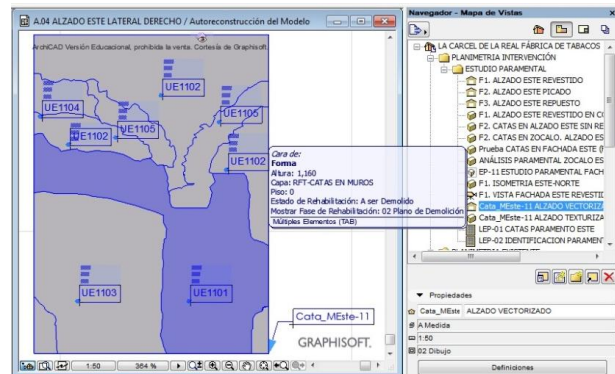 A.04 ALZADO ESTE LATERAL DERECHO / Autoreconstrucción del Modelo
ArchiCAD Versión Educacional, prohibida la venta. Cortesía de Graphisoft.
UE1102
UE1104
UE1105
UE1105
UE1102
UE1102
Cara de:
Forma
Altura: 1,160
Capa: RFT-CATAS EN MUROS
Piso: 0
Estado de Rehabilitación: A ser Demolido
Mostrar Fase de Rehabilitación: 02 Plano de Demolición
Múltiples Elementos (TAB)
UE1103
UE1101
Cata_MEste-11
GRAPHISOFT.
1:50
364 %
Navegador - Mapa de Vistas
LA CARCEL DE LA REAL FÁBRICA DE TABACOS
PLANIMETRIA INTERVENCIÓN
ESTUDIO PARAMENTAL
F1. ALZADO ESTE REVESTIDO
F2. ALZADO ESTE PICADO
F3. ALZADO ESTE REPUESTO
F1. ALZADO ESTE REVESTIDO EN CO
F2. CATAS EN ALZADO ESTE SIN RE
F2. CATAS EN ZOCALO. ALZADO ES
Prueba CATAS EN FACHADA ESTE (
ANÁLISIS PARAMENTAL ZOCALO ES
EP-11 ESTUDIO PARAMENTAL 1
F1. ISOMETRIA ESTE-NORTE
F1. VISTA FACHADA ESTE REVESTID
Cata_MEste-11 ALZADO VECTORIZA
Cata_MEste-11 ALZADO TEXTURIZA
LEP-01 CATAS PARAMENTO ESTE
LEP-02 IDENTIFICACION PARAMEN
Propiedades
Cata_MEste ALZADO VECTORIZADO
A Medida
1:50
02 Dibujo
Definiciones